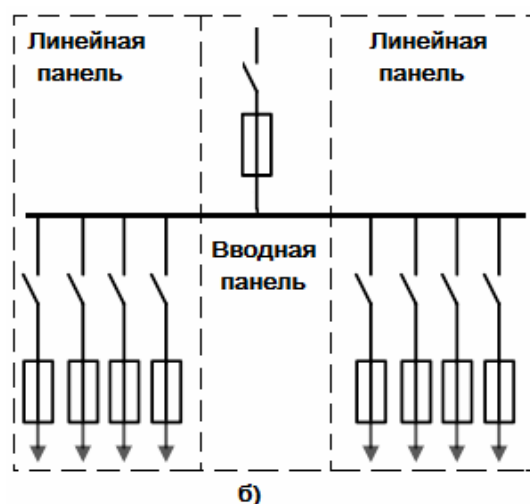 Линейная
панель
Линейная
панель
Вводная
панель
б)